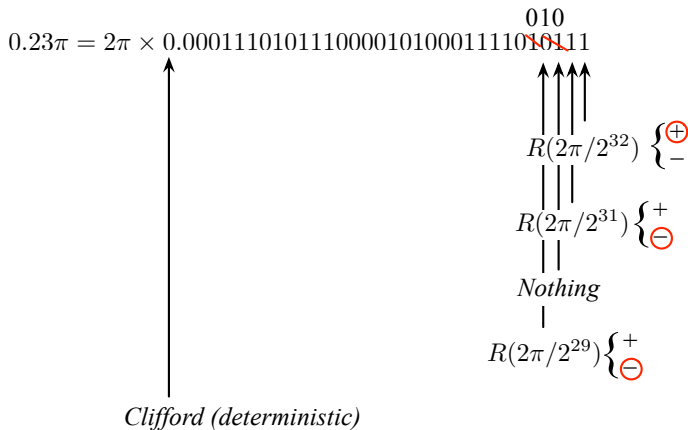 010
0.23π = 2π × 0.00011101011100001010001111010111
R(2π/2^32) { +
−
R(2π/2^31) { +
−
Nothing
R(2π/2^29) { +
−
Clifford (deterministic)